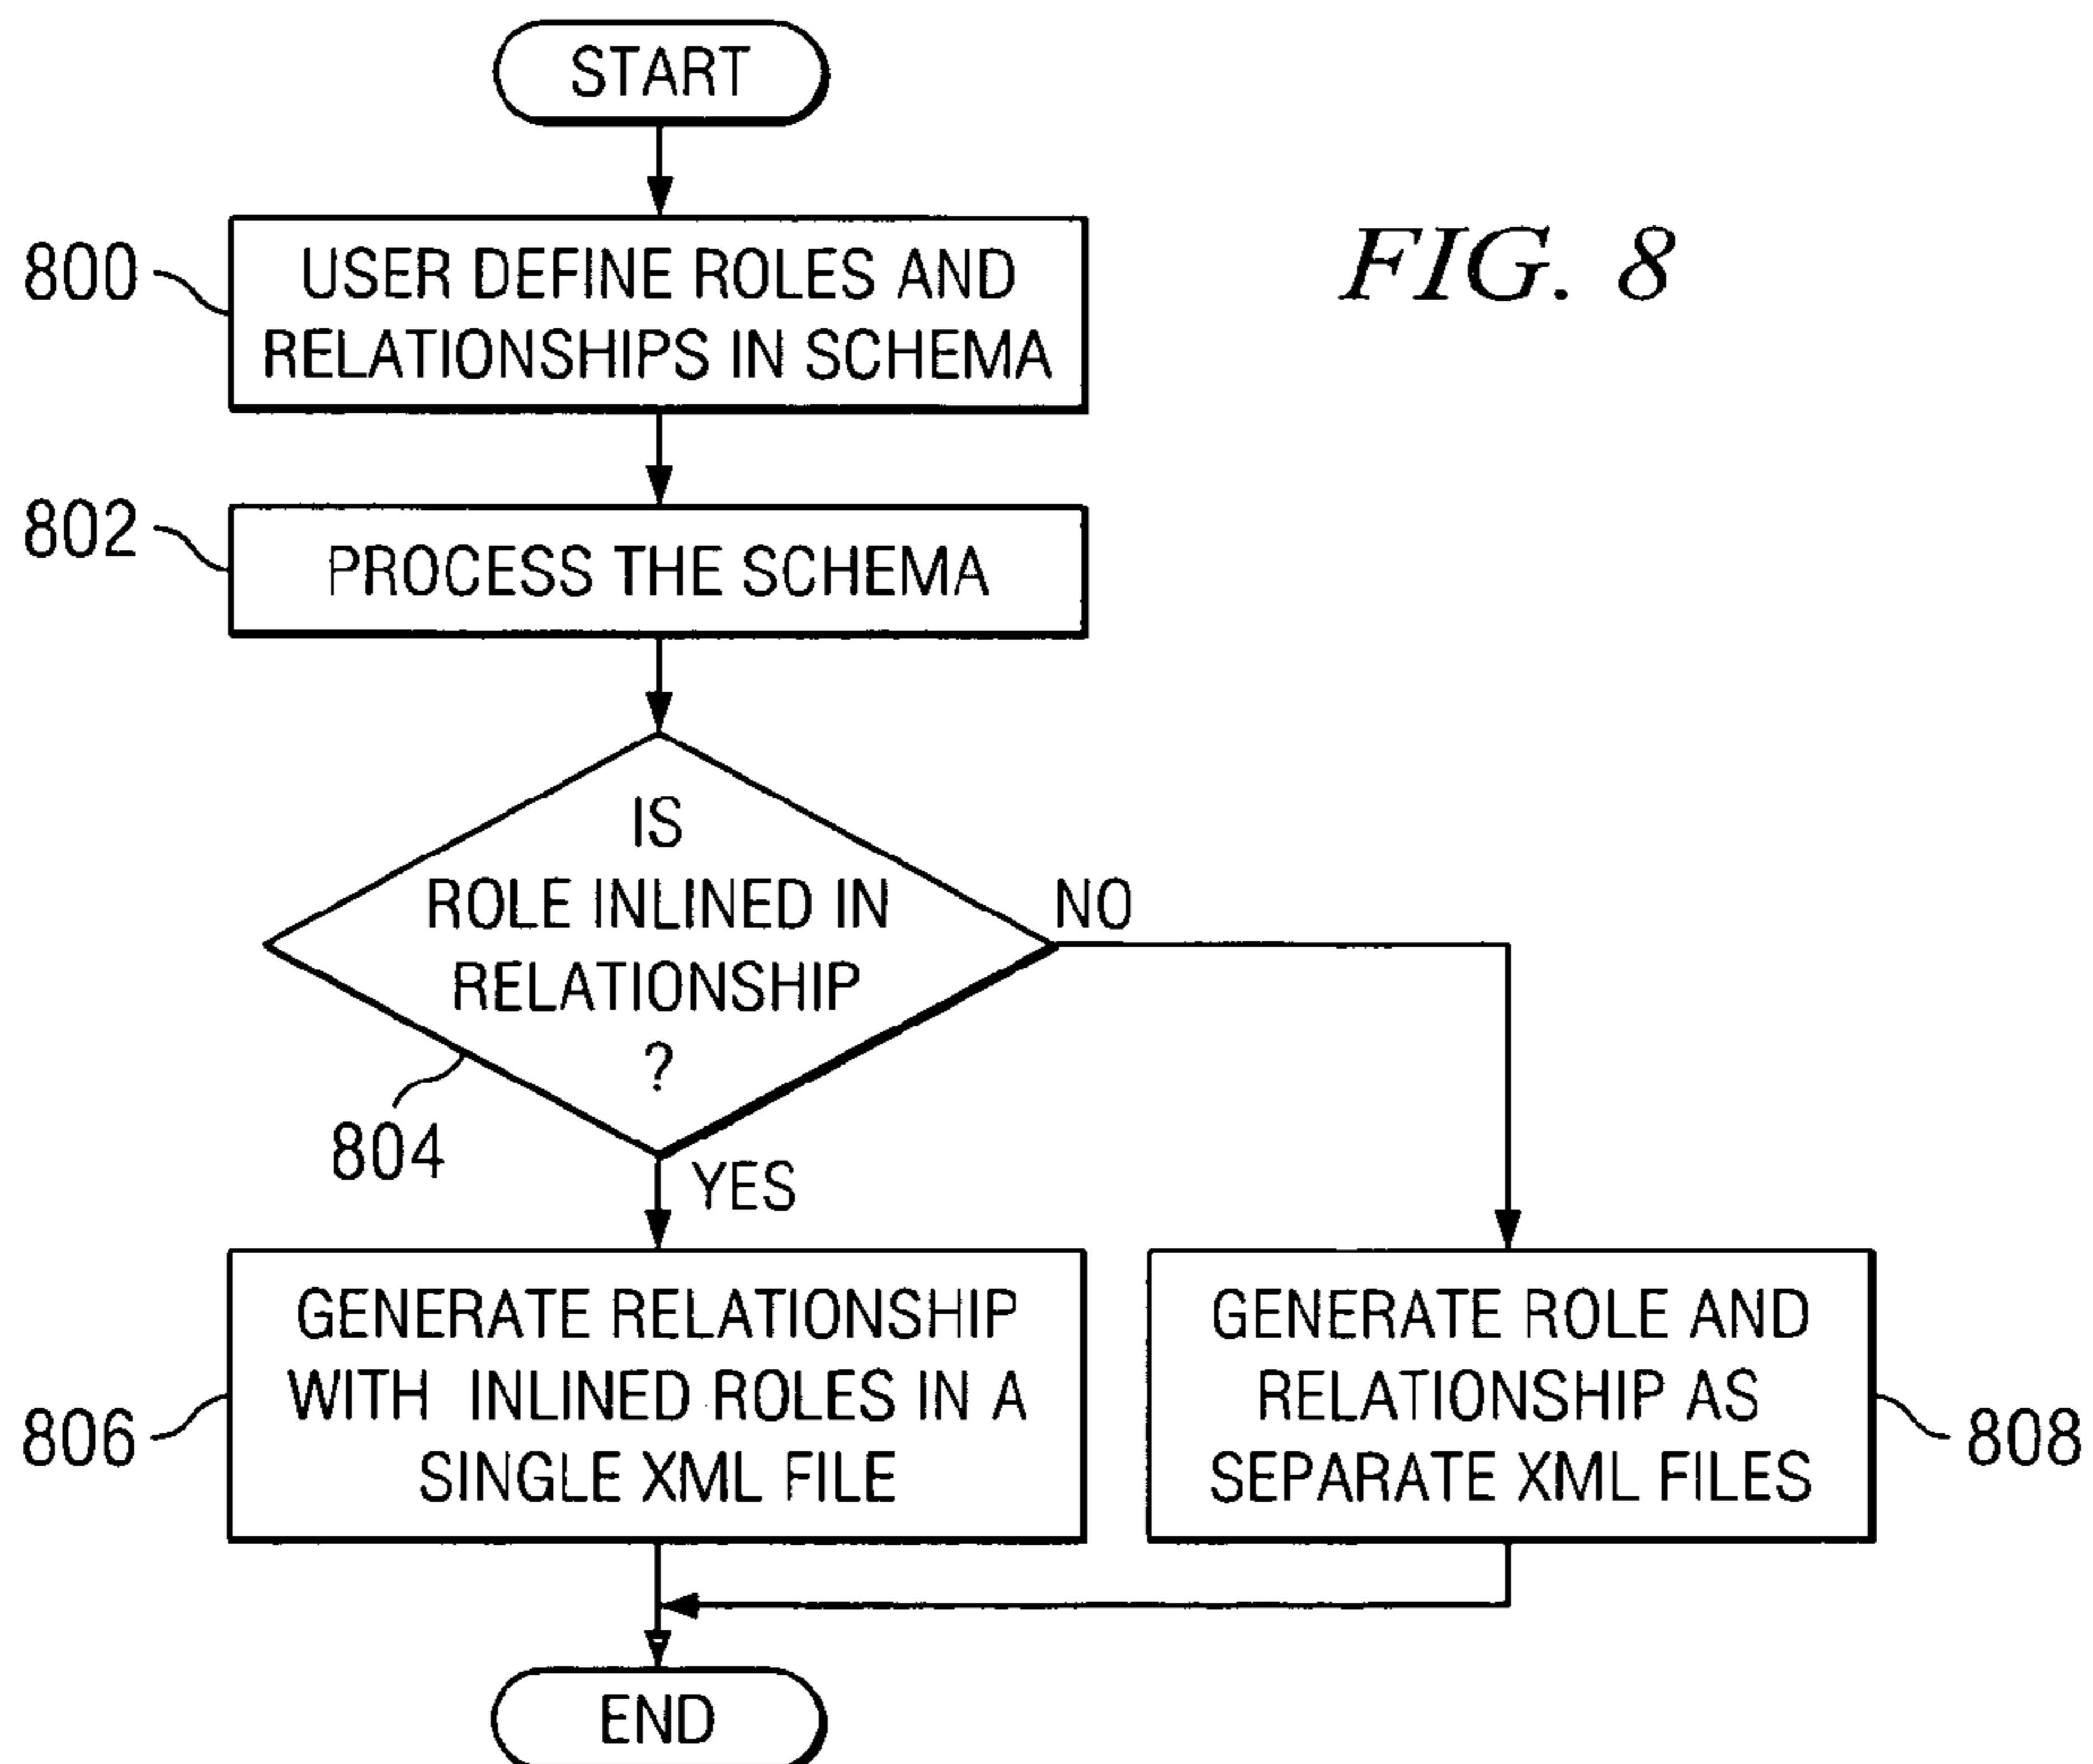 START
FIG. 8
800
USER DEFINE ROLES AND
RELATIONSHIPS IN SCHEMA
802
PROCESS THE SCHEMA
IS
ROLE INLINED IN
RELATIONSHIP
?
NO
804
YES
806
GENERATE RELATIONSHIP
WITH INLINED ROLES IN A
SINGLE XML FILE
GENERATE ROLE AND
RELATIONSHIP AS
SEPARATE XML FILES
808
END